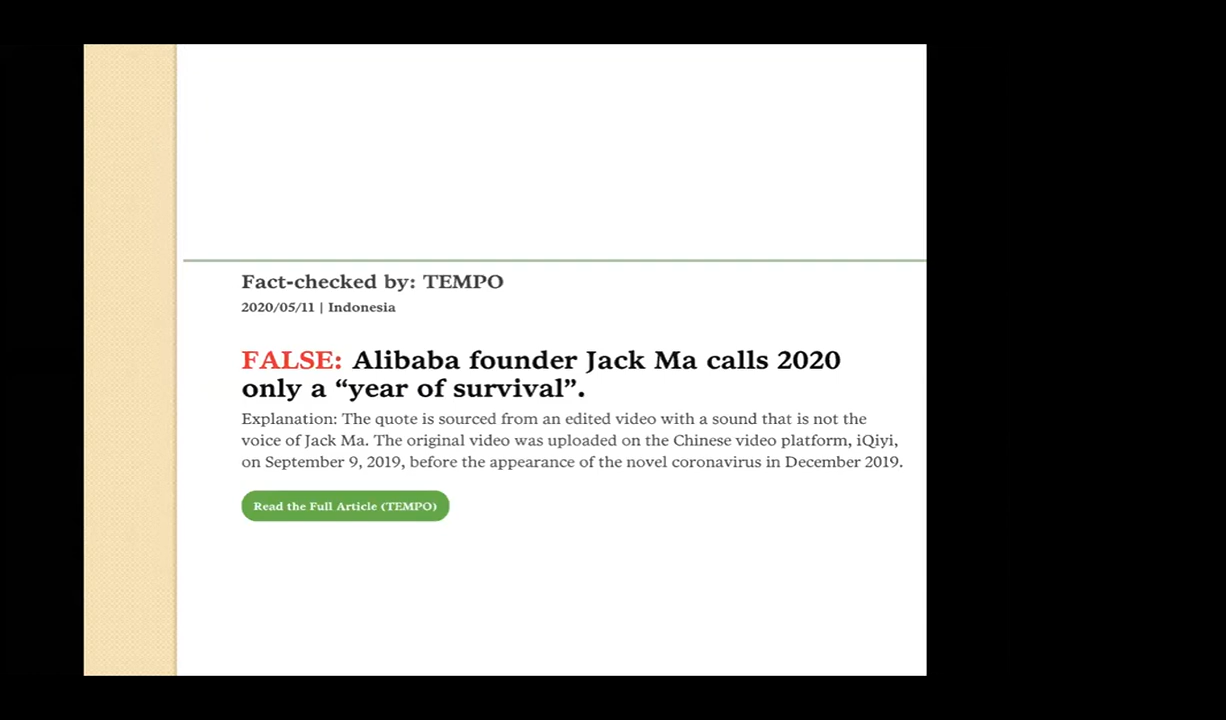 Fact-checked by: TEMPO
2020/05/11 | Indonesia
FALSE: Alibaba founder Jack Ma calls 2020
only a “year of survival”.
Explanation: The quote is sourced from an edited video with a sound that is not the
voice of Jack Ma. The original video was uploaded on the Chinese video platform, iQiyi,
on September 9, 2019, before the appearance of the novel coronavirus in December 2019.
Read the Full Article (TEMPO)